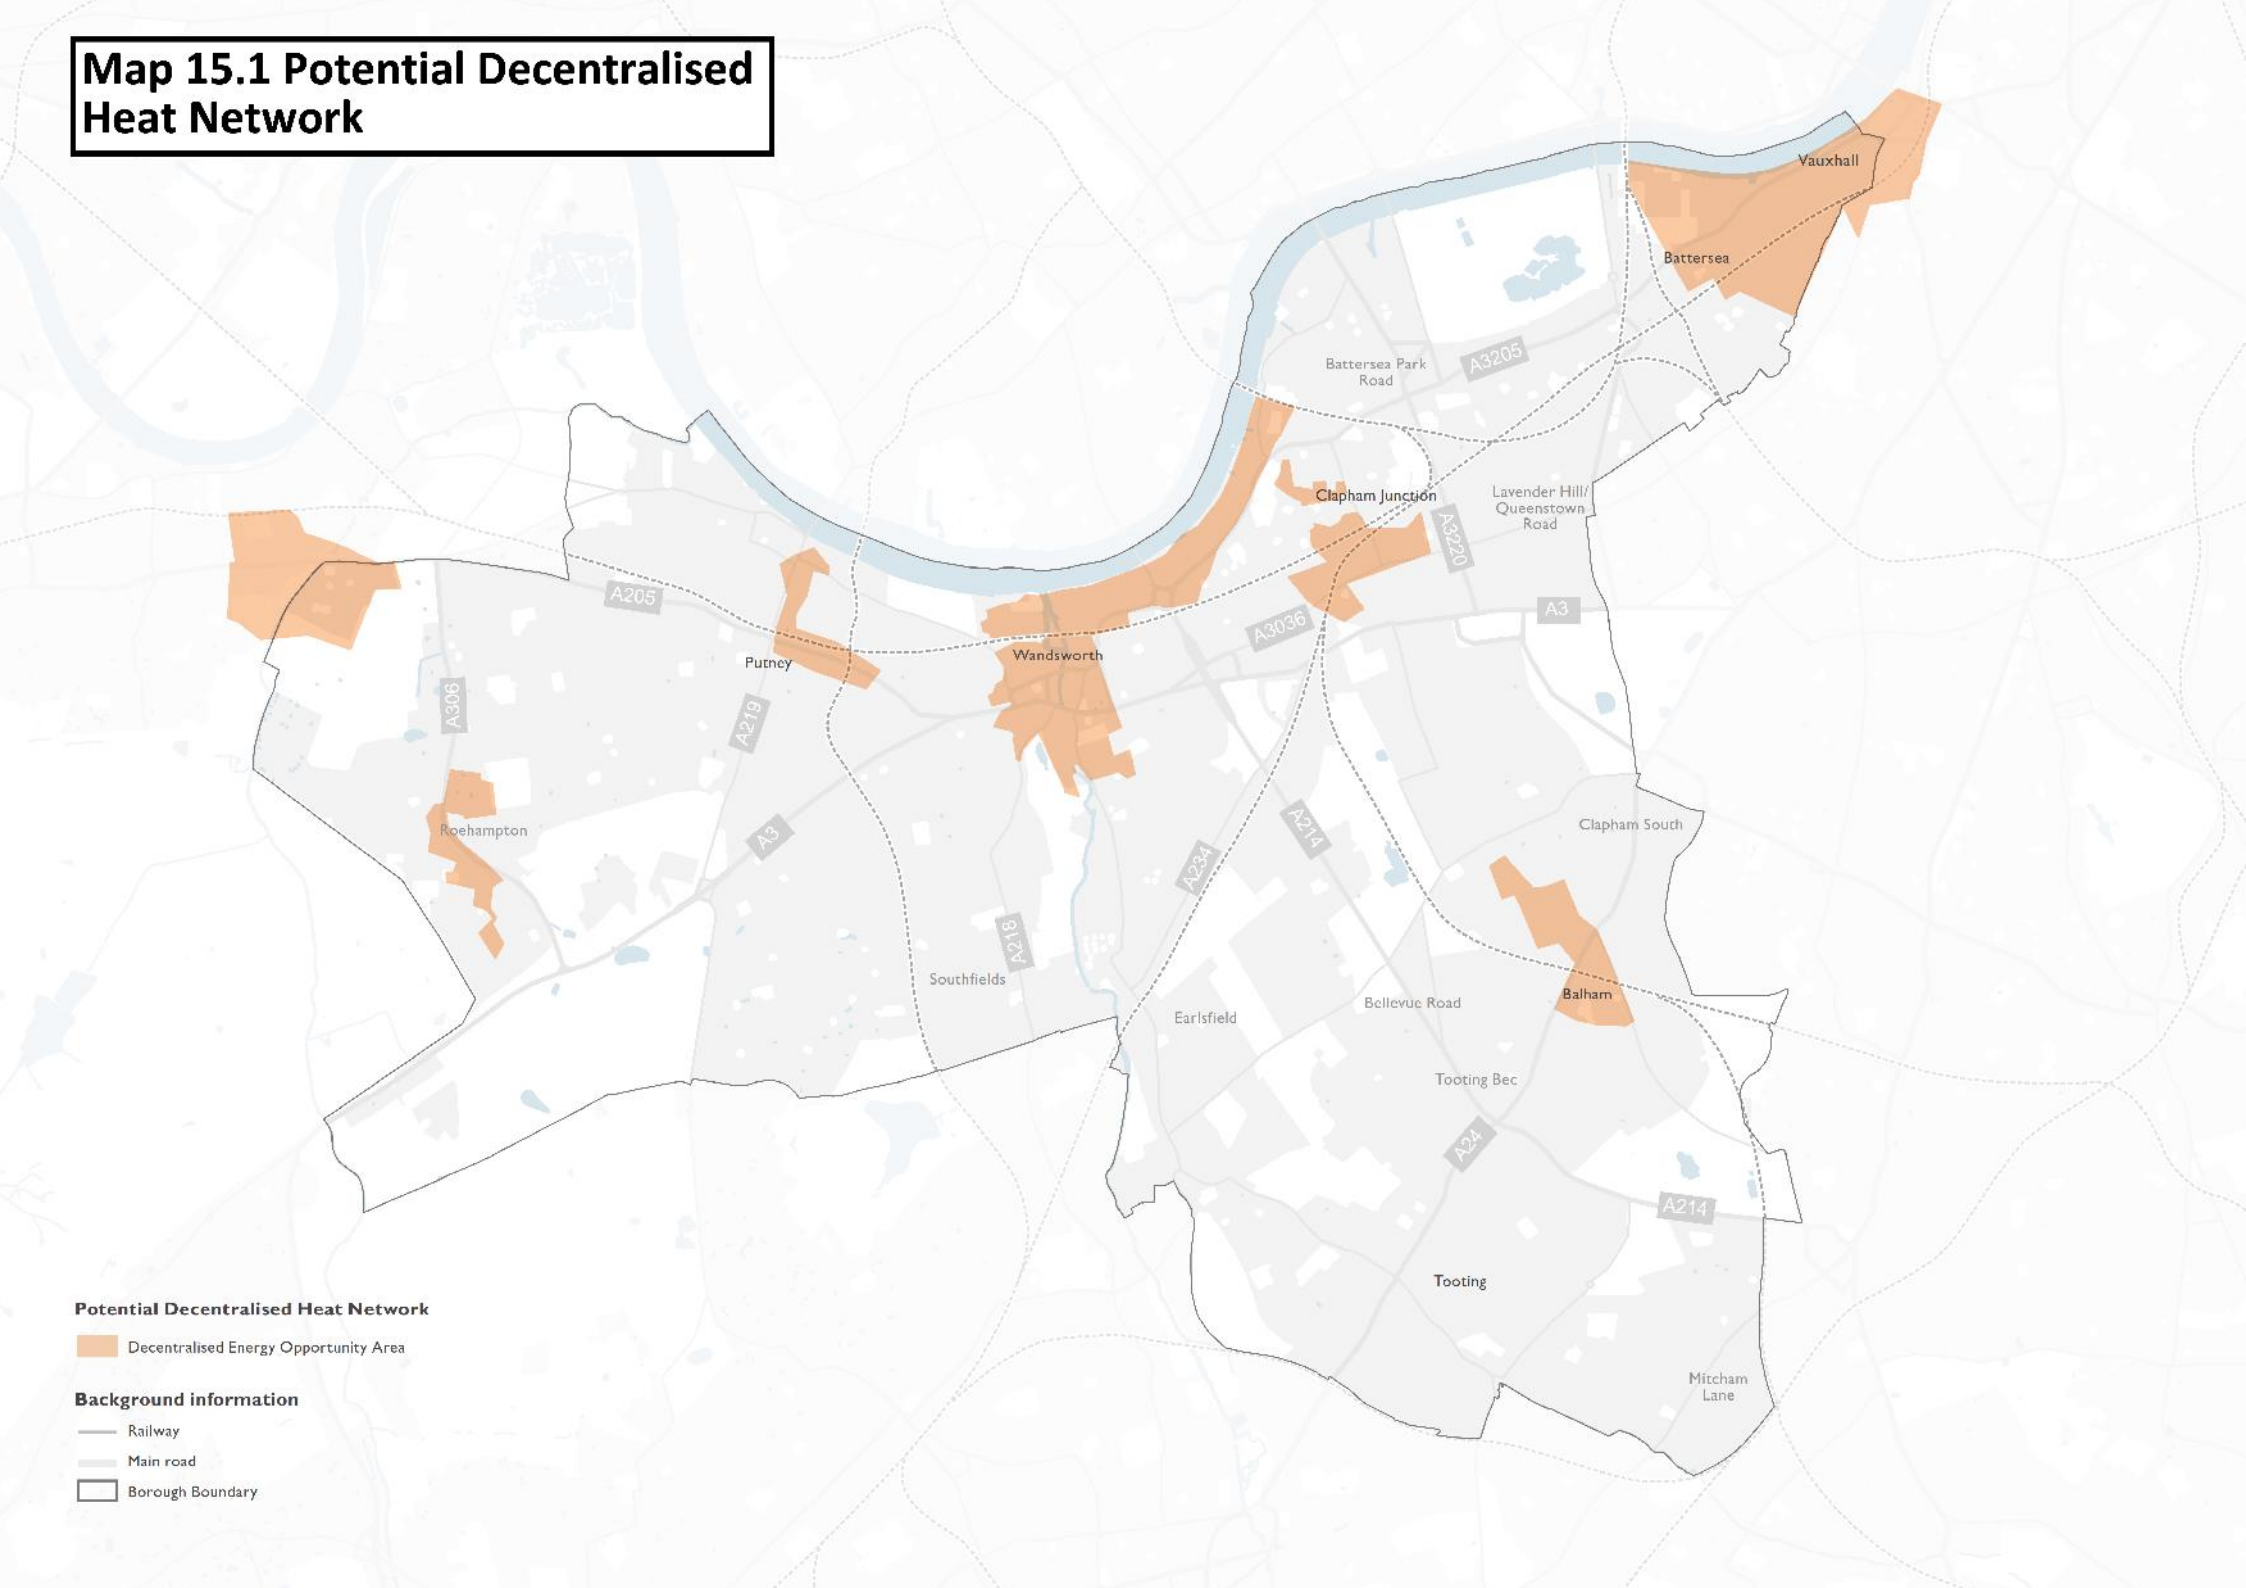 Map 15.1 Potential Decentralised
Heat Network
Vauxhall
Battersea
Battersea Park
Road
A3205
Clapham Junction
Lavender Hill/
Queenstown
Road
A3220
A205
A3
A3036
Putney
Wandsworth
A306
A219
Roehampton
A3
A214
Clapham South
A234
A218
Southfields
Balham
Bellevue Road
Earlsfield
Tooting Bec
A24
A214
Tooting
Mitcham
Lane
Potential Decentralised Heat Network
Decentralised Energy Opportunity Area
Background information
Railway
Main road
Borough Boundary